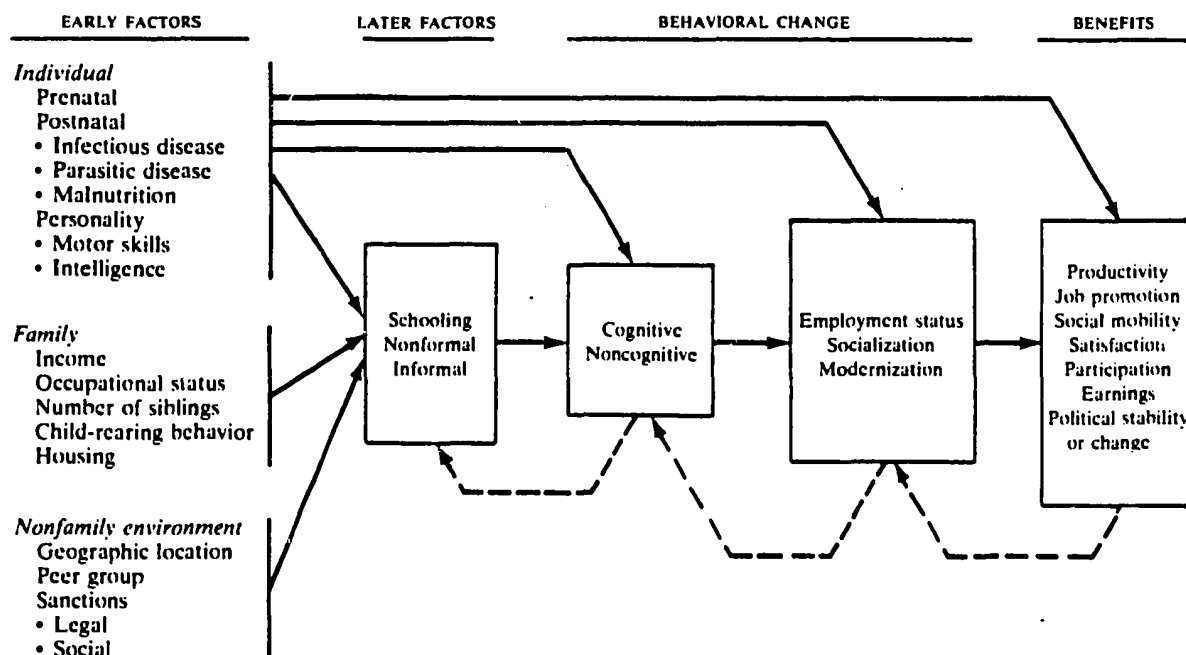 EARLY FACTORS
LATER FACTORS
BEHAVIORAL CHANGE
BENEFITS
Individual
Prenatal
Postnatal
• Infectious disease
• Parasitic disease
• Malnutrition
Personality
• Motor skills
• Intelligence
Family
Income
Occupational status
Number of siblings
Child-rearing behavior
Housing
Nonfamily environment
Geographic location
Peer group
Sanctions
• Legal
• Social
Schooling
Nonformal
Informal
Cognitive
Noncognitive
Employment status
Socialization
Modernization
Productivity
Job promotion
Social mobility
Satisfaction
Participation
Earnings
Political stability
or change